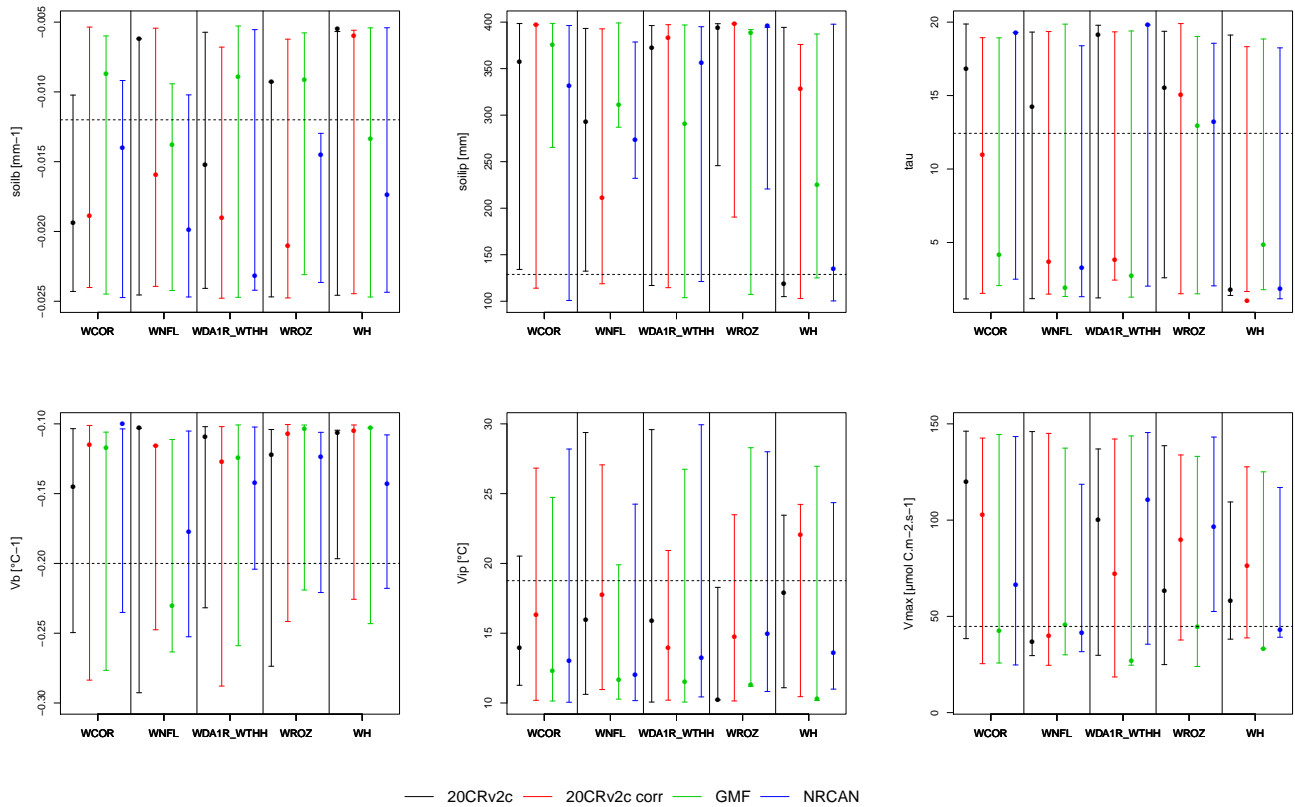 soilb [mm−1]
−0.005
−0.010
−0.015
−0.020
−0.025
WCOR WNFL WDA1R_WTHH WROZ WH
soilip [mm]
400
350
300
250
200
150
100
WCOR WNFL WDA1R_WTHH WROZ WH
tau
20
15
10
5
WCOR WNFL WDA1R_WTHH WROZ WH
Vb [°C−1]
−0.10
−0.15
−0.20
−0.25
−0.30
WCOR WNFL WDA1R_WTHH WROZ WH
Vip [°C]
30
25
20
15
10
WCOR WNFL WDA1R_WTHH WROZ WH
Vmax [μmol C.m−2.s−1]
150
100
50
0
WCOR WNFL WDA1R_WTHH WROZ WH
20CRv2c 20CRv2c corr GMF NRCAN